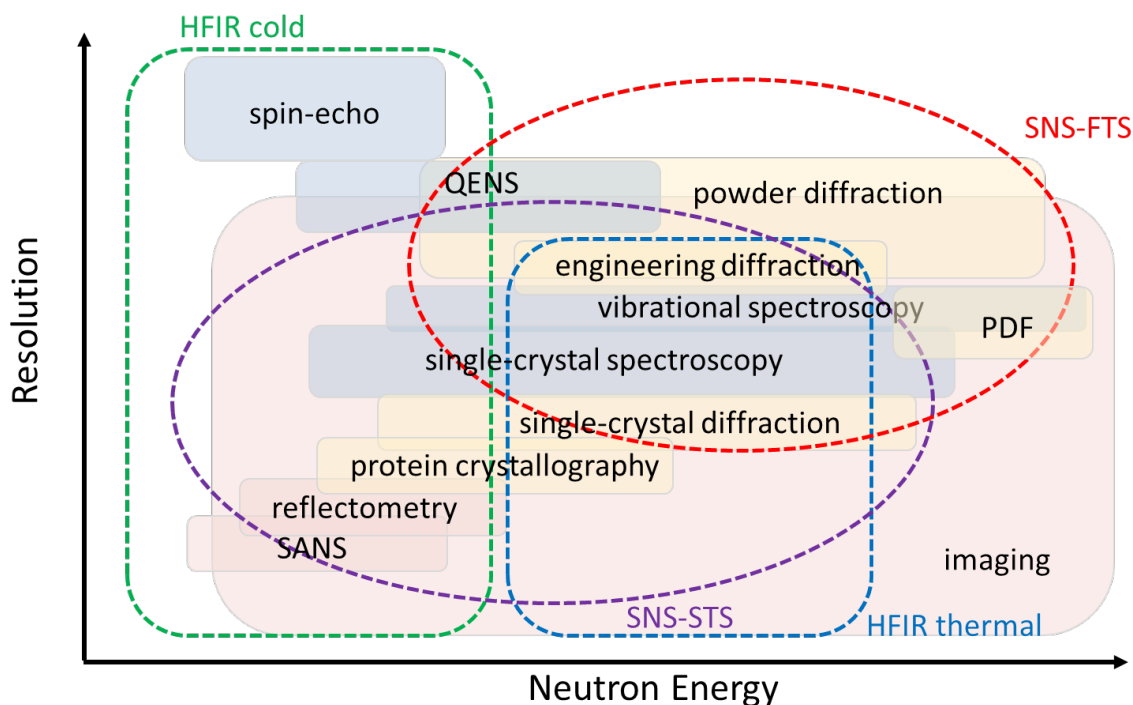 HFIR cold
spin-echo
SNS-FTS
QENS
powder diffraction
engineering diffraction
vibrational spectroscopy
PDF
single-crystal spectroscopy
single-crystal diffraction
protein crystallography
reflectometry
SANS
imaging
SNS-STS
HFIR thermal
Resolution
Neutron Energy